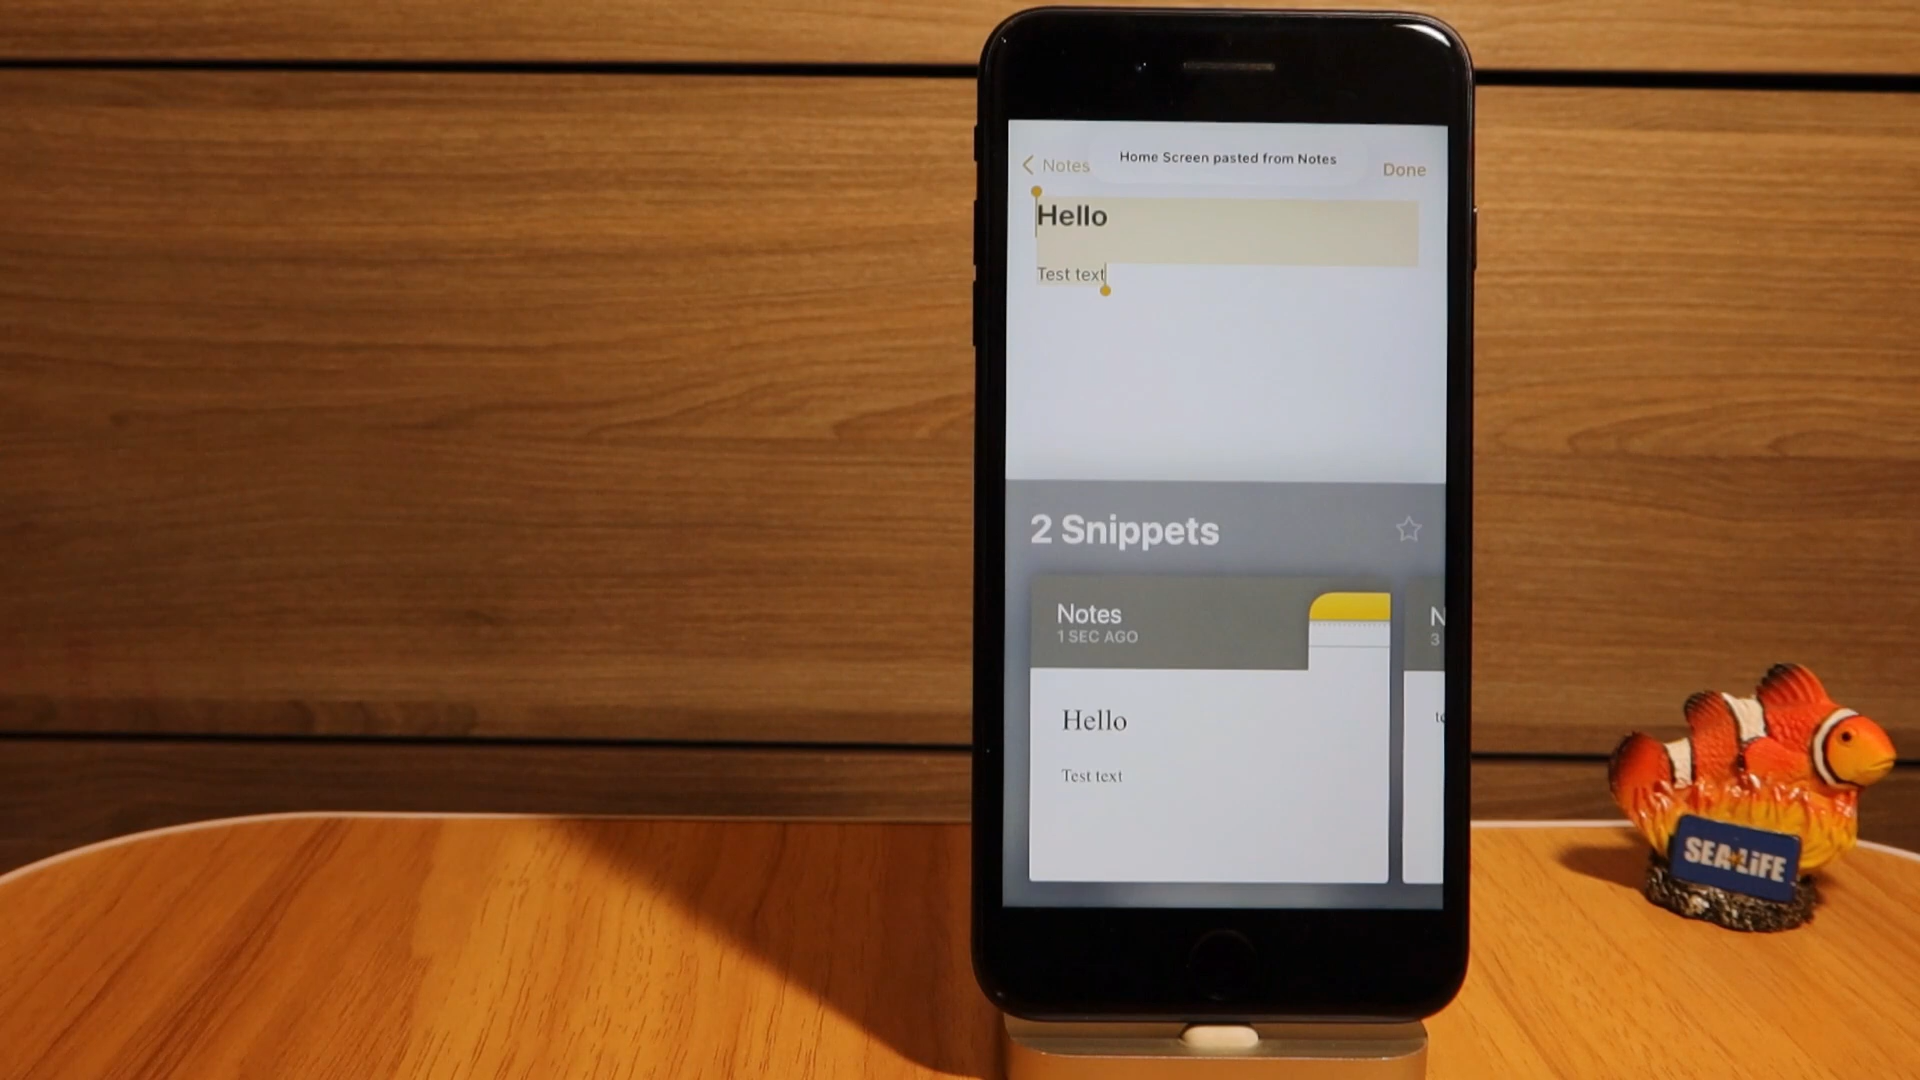 Notes
Home Screen pasted from Notes
Done
Hello
Test text
2 Snippets
Notes
1 SEC AGO
Hello
Test text
N
3
SEA LiFE